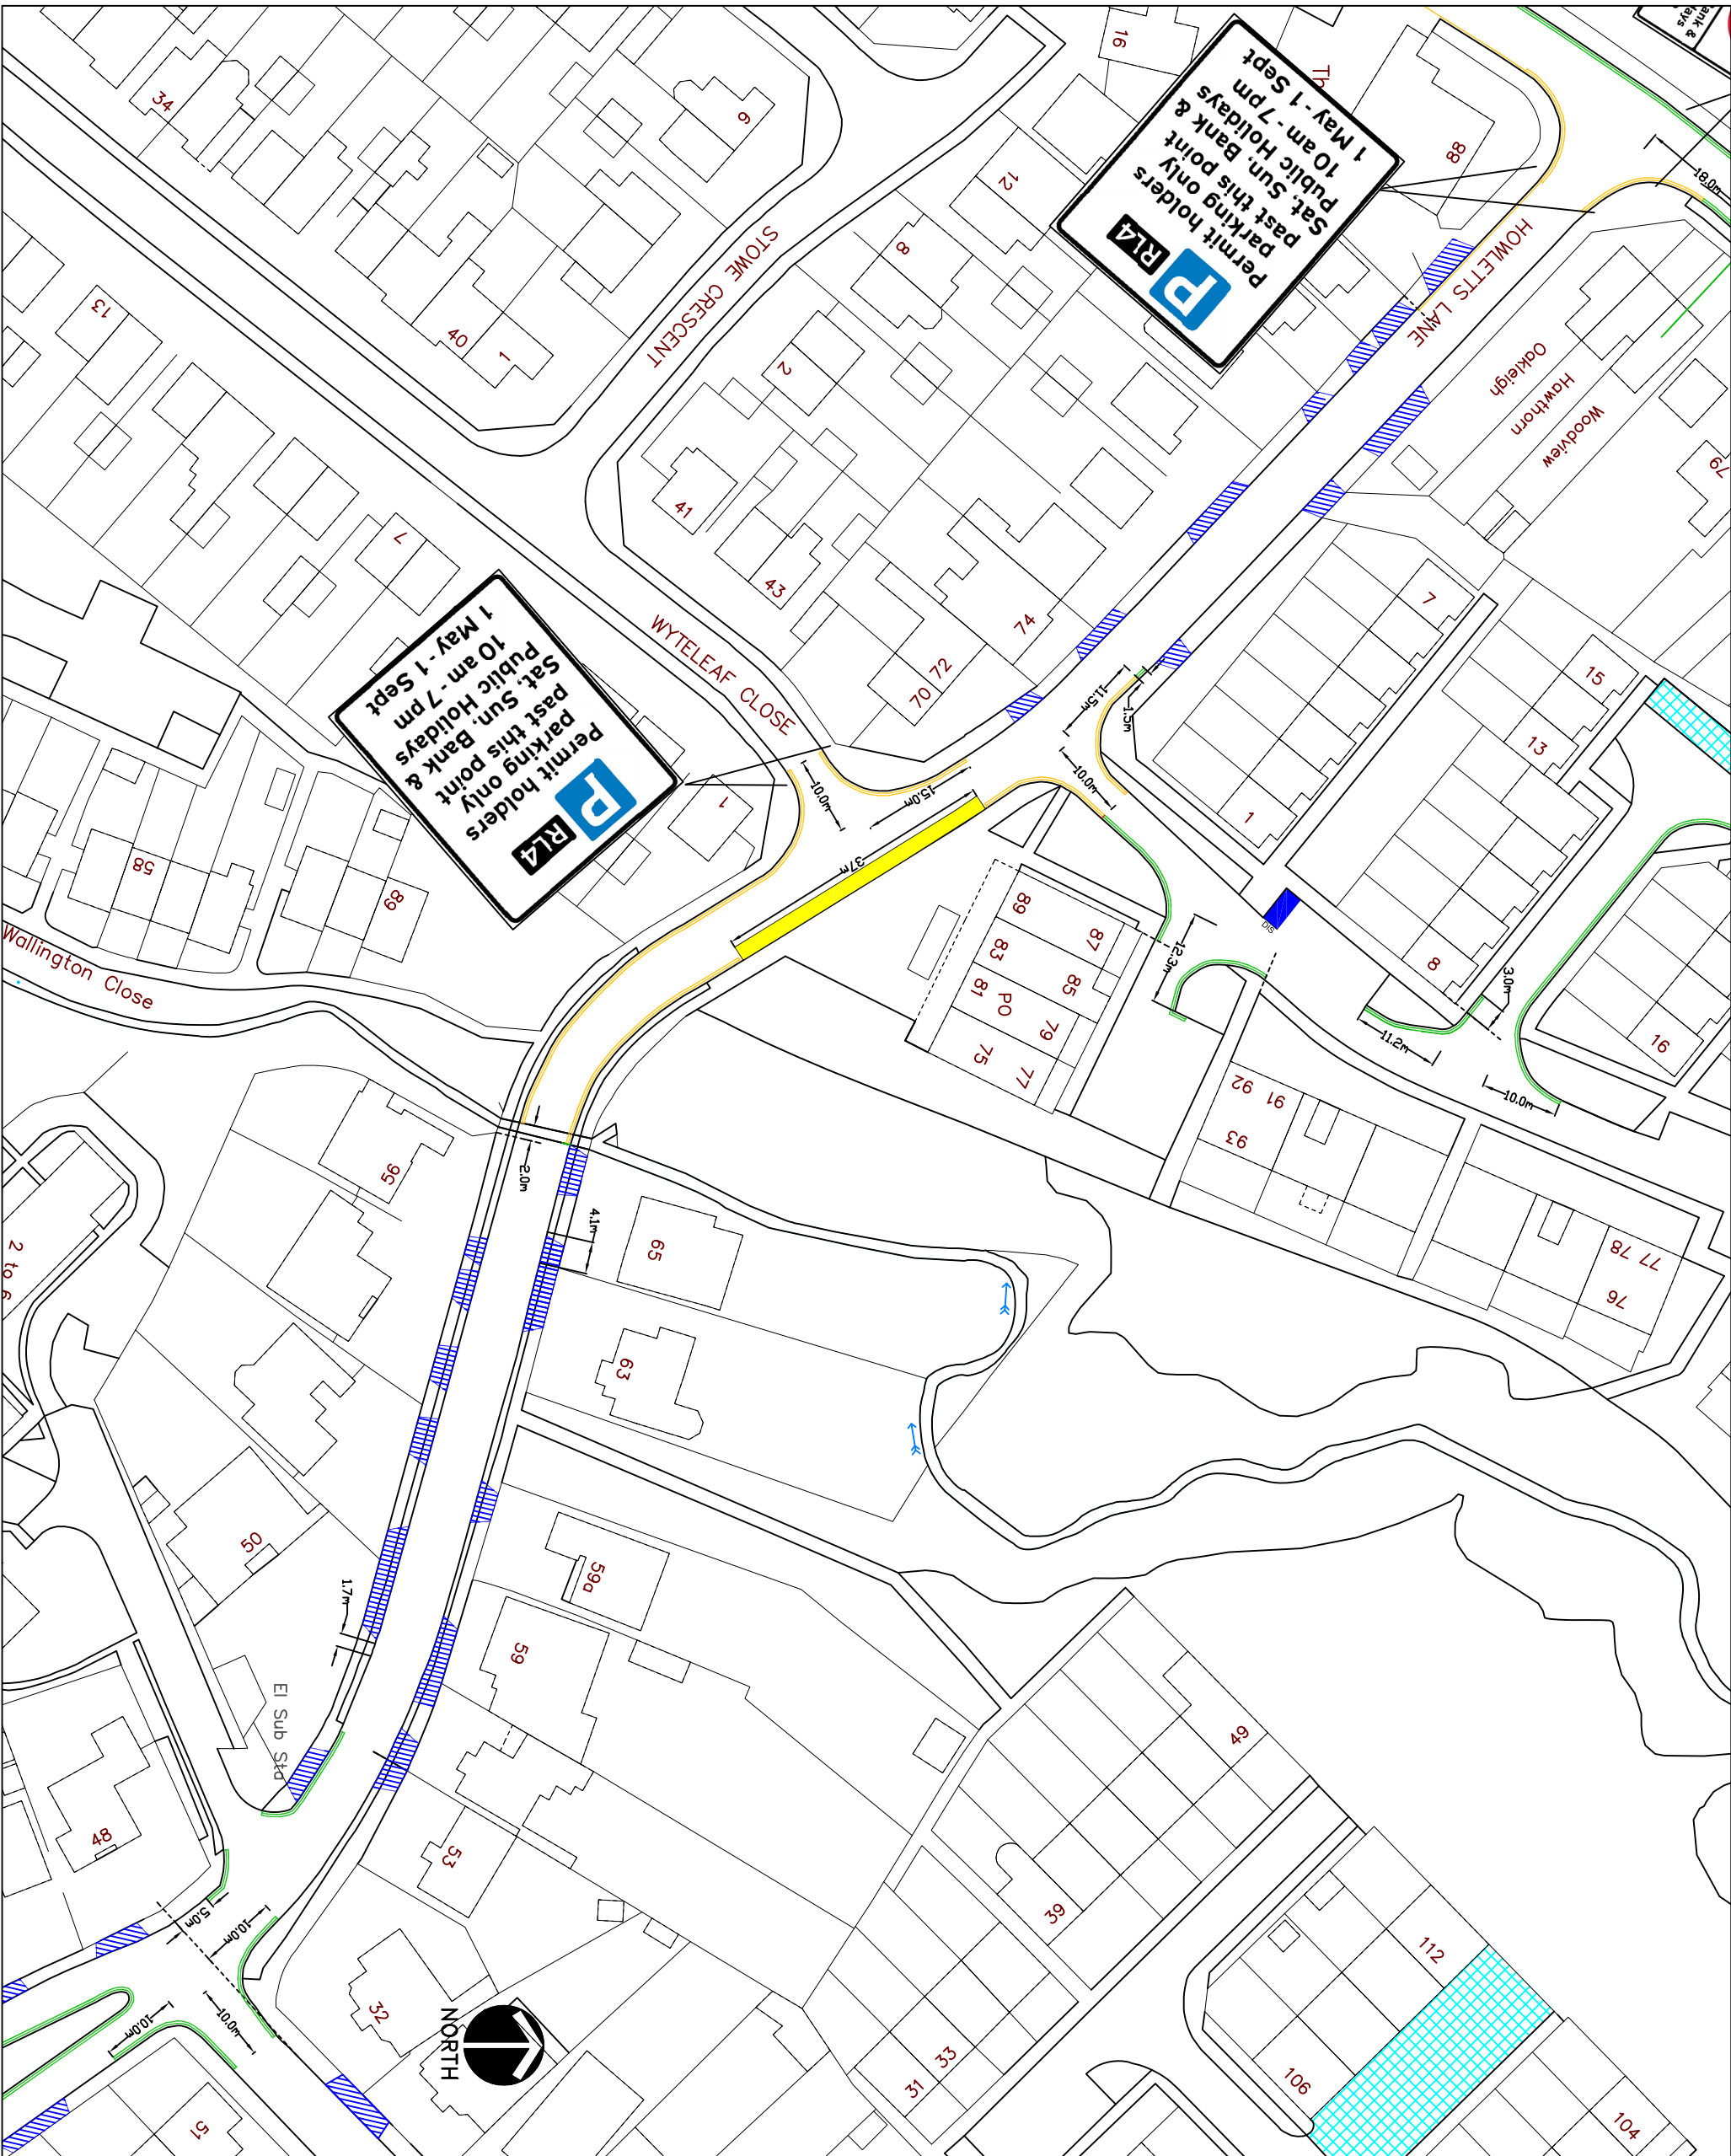 Permit holders
parking only
past this point
Sat, Sun, Bank &
Public Holidays
10 am - 7 pm
1 May - 1 Sept
P
RL4
Permit holders
parking only
past this point
Sat, Sun, Bank &
Public Holidays
10 am - 7 pm
1 May - 1 Sept
P
RL4
HOWLETTS LANE
STOWE CRESCENT
WYTELEAF CLOSE
Wallington Close
Oakleigh
Hawthorn
Woodview
El Sub Sta
NORTH
PO
DIS
2 to 6
34
6
16
12
8
88
13
40
1
2
41
43
7
74
72
70
79
7
15
13
1
8
16
58
68
1
89
83
81
75
87
85
79
77
92
91
93
78
77
76
95
65
63
59a
59
50
53
48
32
51
49
39
33
31
112
106
104
18.0m
11.5m
1.5m
10.0m
10.0m
15.0m
37m
12.3m
3.0m
11.2m
10.0m
2.0m
4.1m
1.7m
5.0m
10.0m
10.0m
10.0m